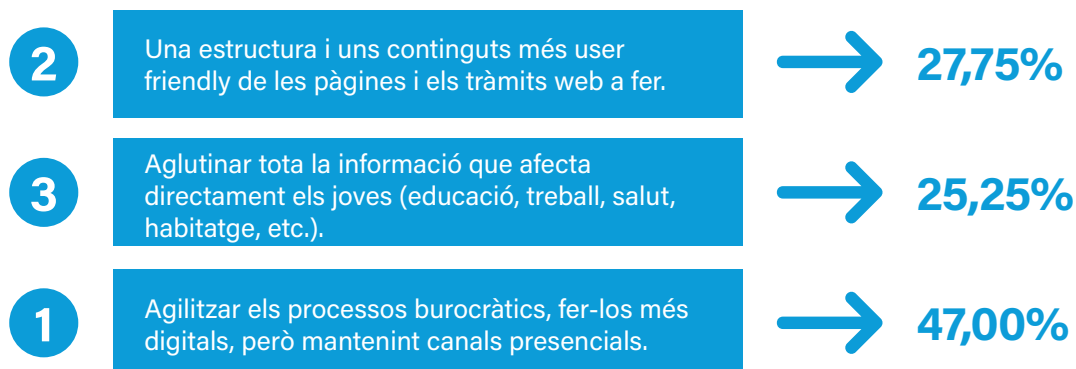 2
Una estructura i uns continguts més user
friendly de les pàgines i els tràmits web a fer.
27,75%
3
Aglutinar tota la informació que afecta
directament els joves (educació, treball, salut,
habitatge, etc.).
25,25%
1
Agilitzar els processos burocràtics, fer-los més
digitals, però mantenint canals presencials.
47,00%